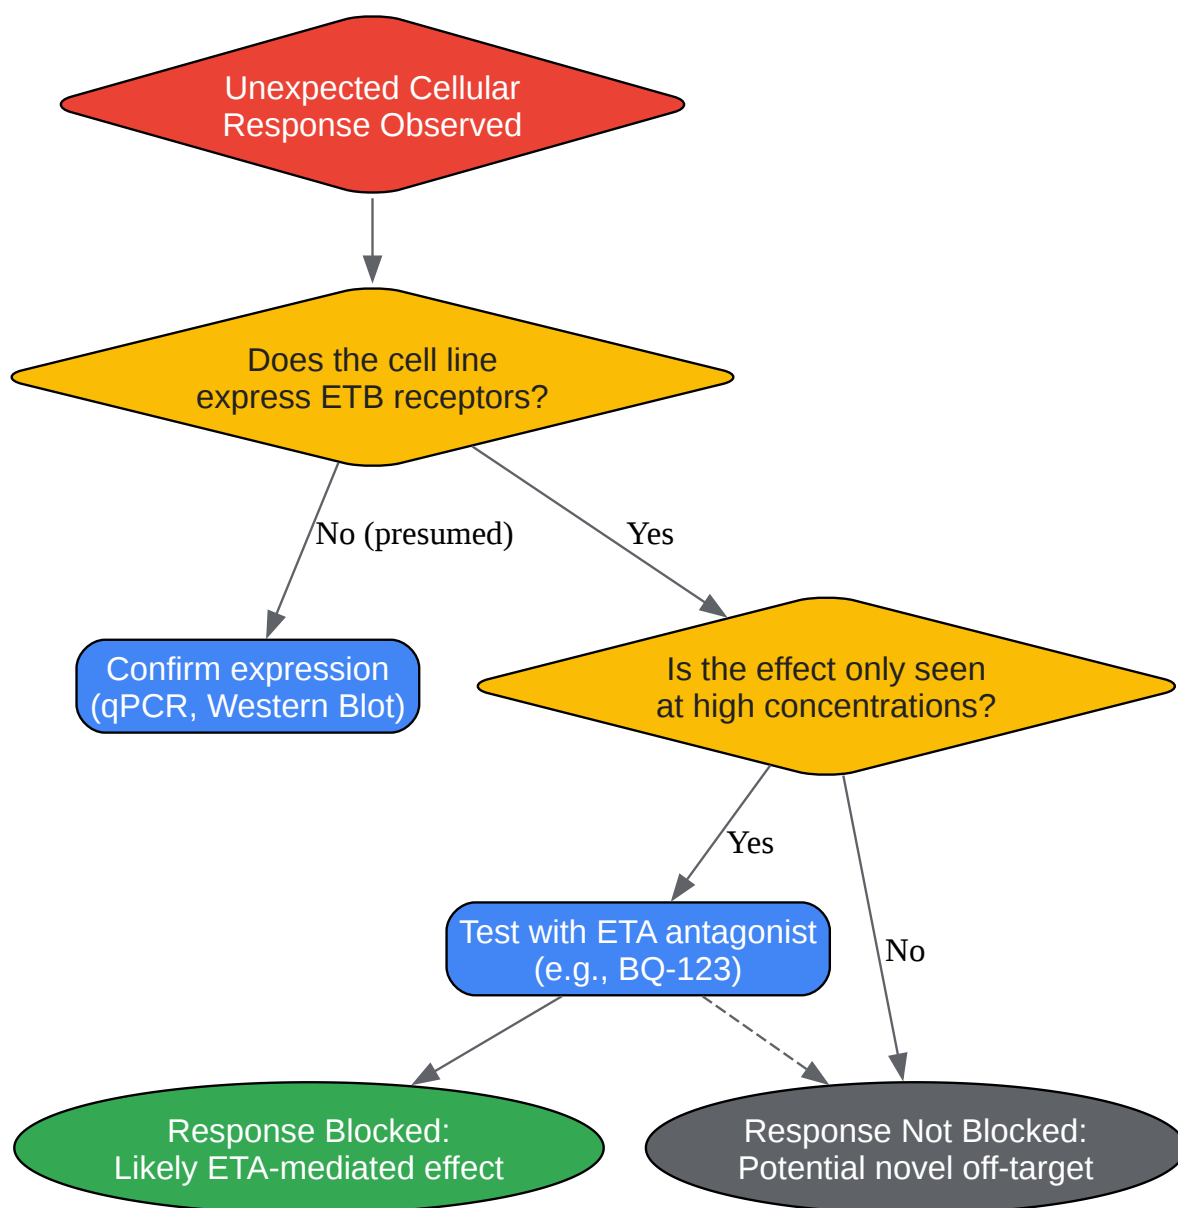 Unexpected Cellular
Response Observed
Does the cell line
express ETB receptors?
No (presumed)
Yes
Confirm expression
(qPCR, Western Blot)
Is the effect only seen
at high concentrations?
Yes
No
Test with ETA antagonist
(e.g., BQ-123)
Response Blocked:
Likely ETA-mediated effect
Response Not Blocked:
Potential novel off-target